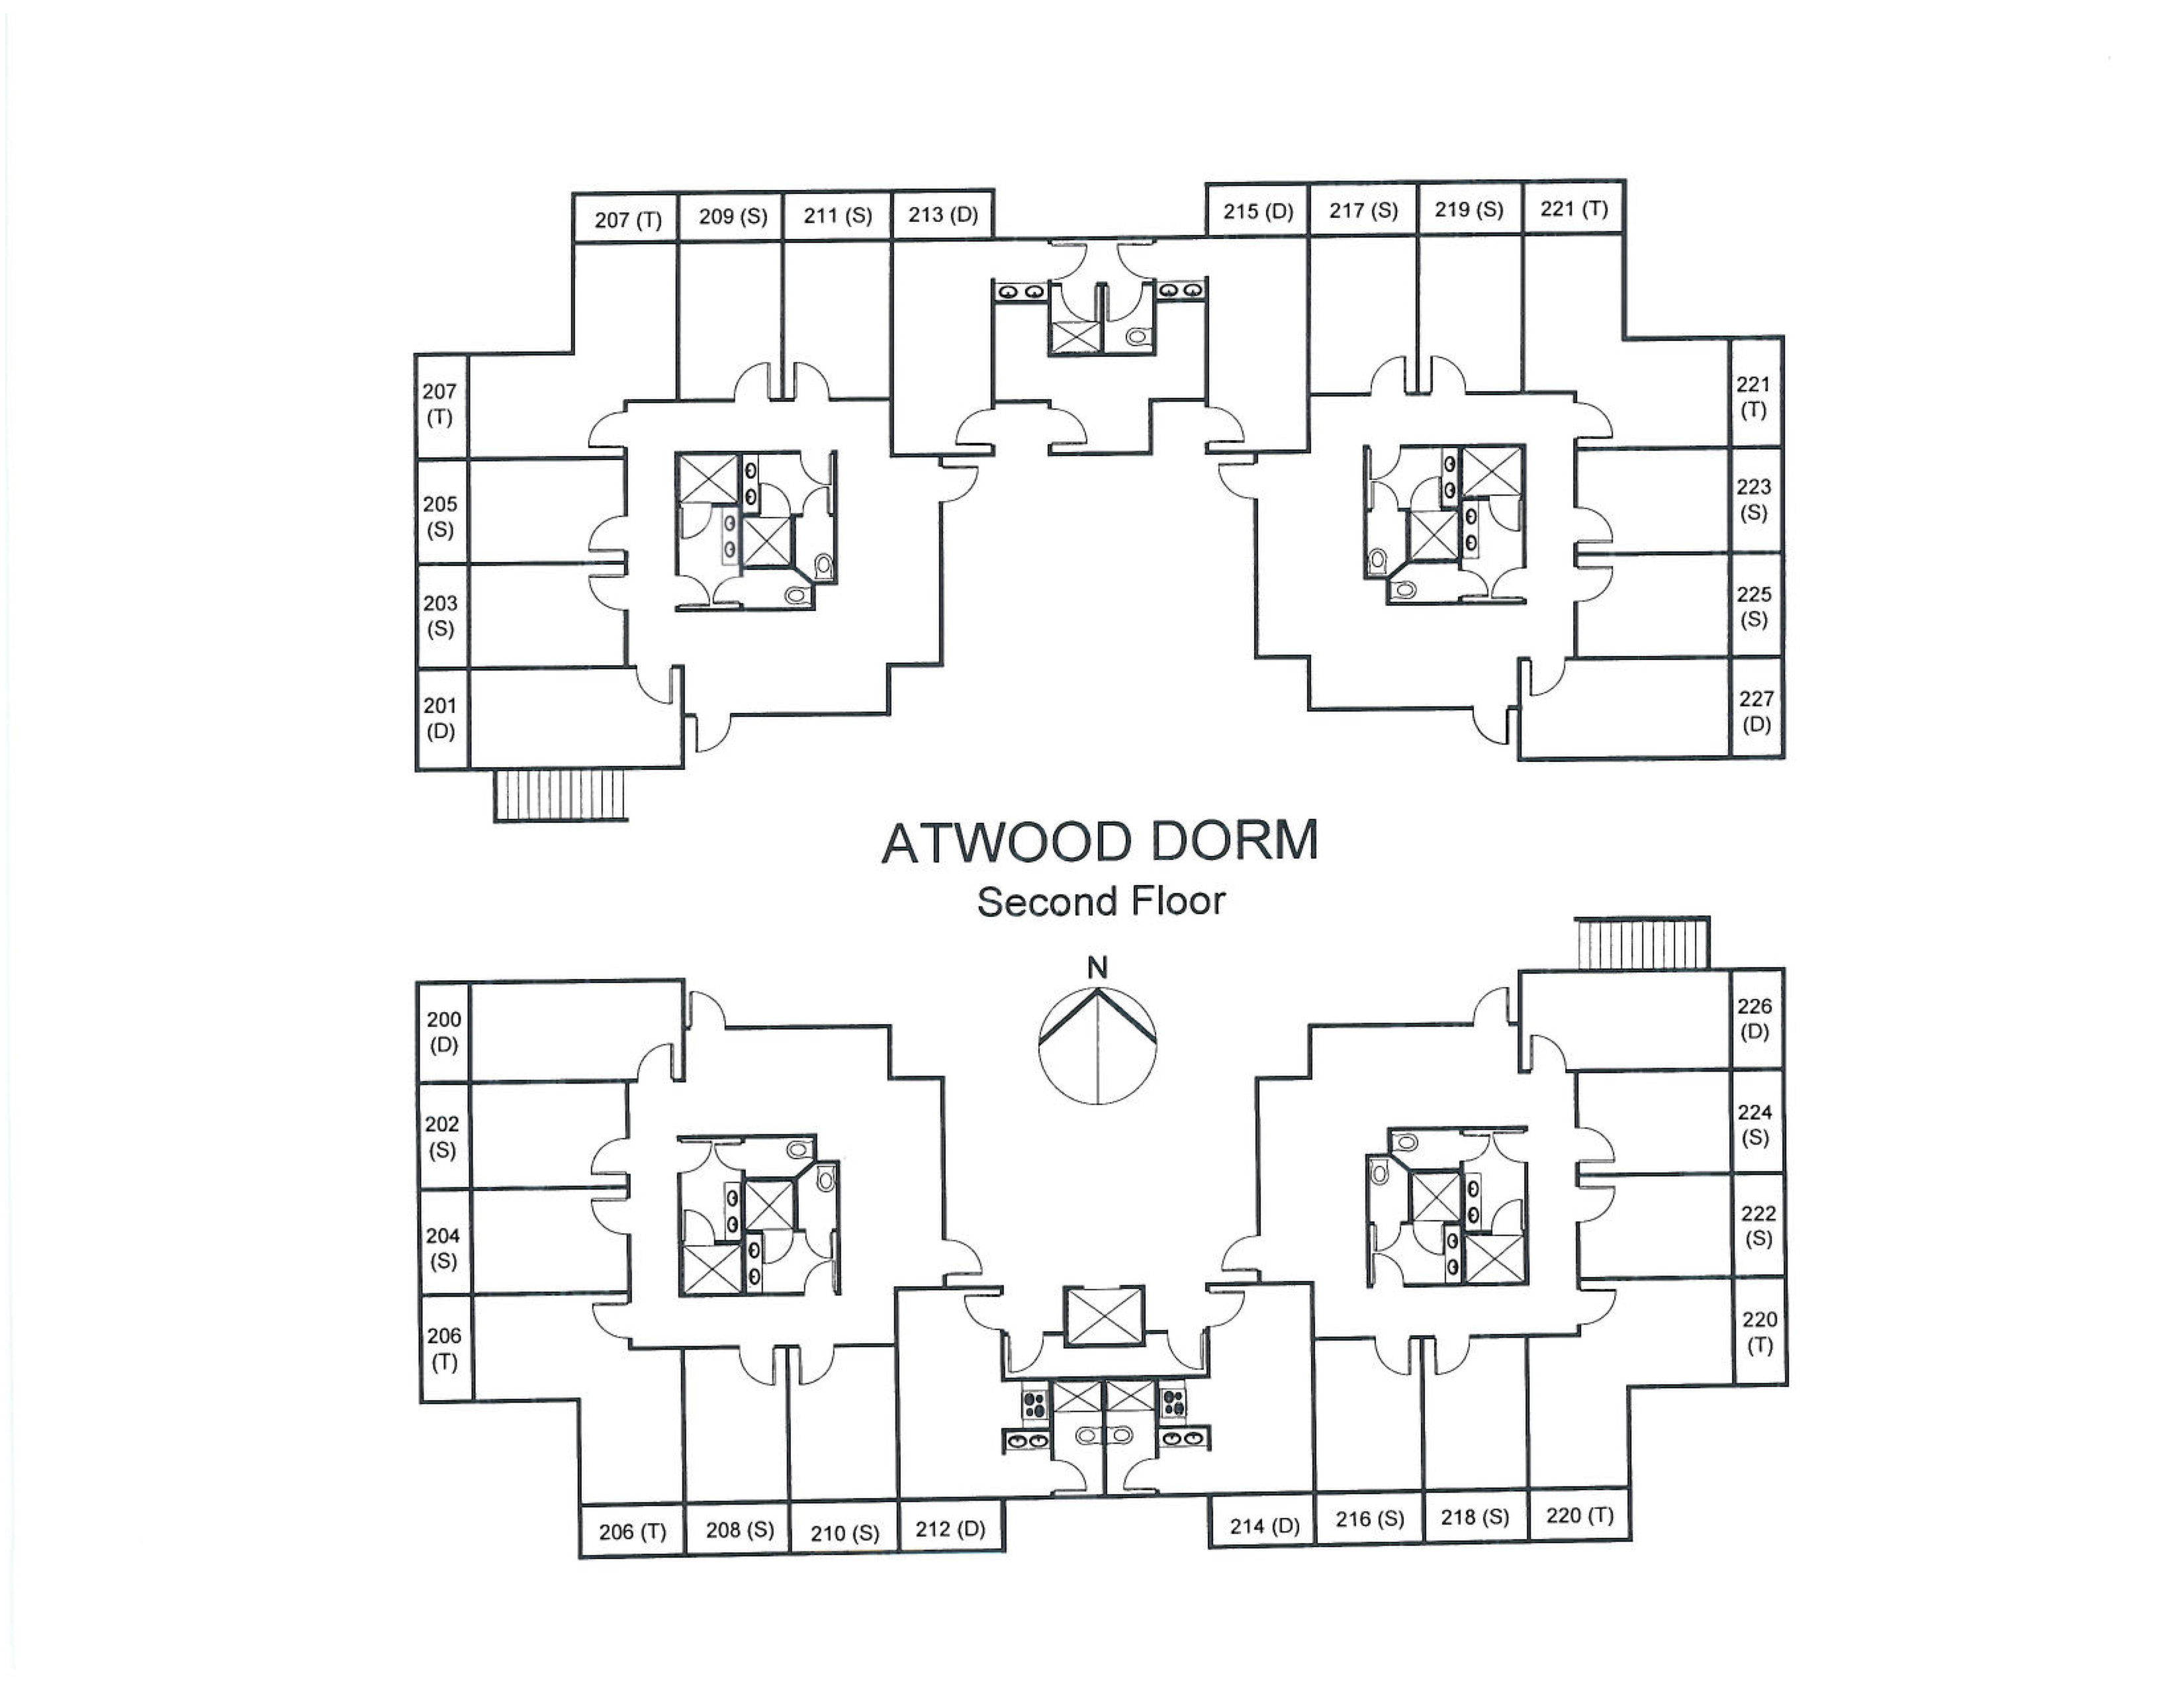 207 (T)
209 (S)
211 (S)
213 (D)
215 (D)
217 (S)
219 (S)
221 (T)
207
(T)
221
(T)
205
(S)
223
(S)
203
(S)
225
(S)
201
(D)
227
(D)
ATWOOD DORM
Second Floor
N
200
(D)
226
(D)
202
(S)
224
(S)
204
(S)
222
(S)
206
(T)
220
(T)
206 (T)
208 (S)
210 (S)
212 (D)
214 (D)
216 (S)
218 (S)
220 (T)